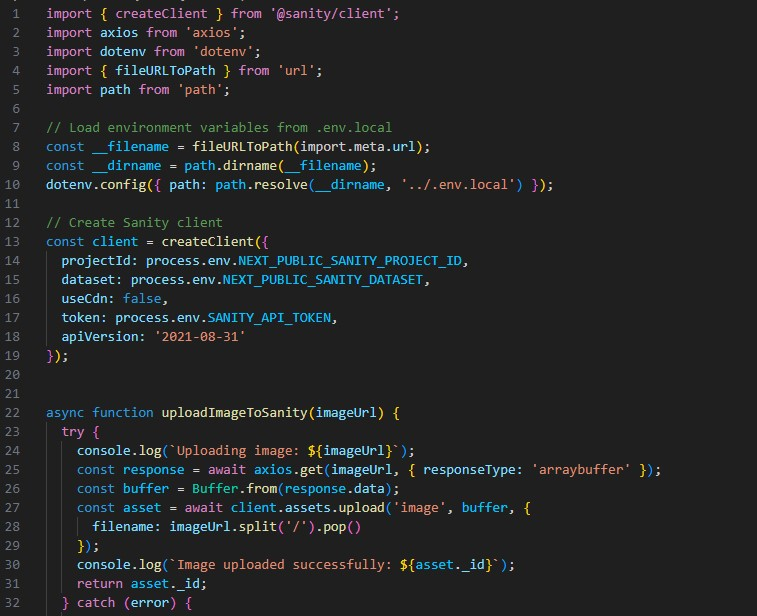 1 import { createClient } from '@sanity/client';
2 import axios from 'axios';
3 import dotenv from 'dotenv';
4 import { fileURLToPath } from 'url';
5 import path from 'path';
6
7 // Load environment variables from .env.local
8 const __filename = fileURLToPath(import.meta.url);
9 const __dirname = path.dirname(__filename);
10 dotenv.config({ path: path.resolve(__dirname, '../.env.local') });
11
12 // Create Sanity client
13 const client = createClient({
14   projectId: process.env.NEXT_PUBLIC_SANITY_PROJECT_ID,
15   dataset: process.env.NEXT_PUBLIC_SANITY_DATASET,
16   useCdn: false,
17   token: process.env.SANITY_API_TOKEN,
18   apiVersion: '2021-08-31'
19 });
20
21
22 async function uploadImageToSanity(imageUrl) {
23   try {
24     console.log(`Uploading image: ${imageUrl}`);
25     const response = await axios.get(imageUrl, { responseType: 'arraybuffer' });
26     const buffer = Buffer.from(response.data);
27     const asset = await client.assets.upload('image', buffer, {
28       filename: imageUrl.split('/').pop()
29     });
30     console.log(`Image uploaded successfully: ${asset._id}`);
31     return asset._id;
32   } catch (error) {